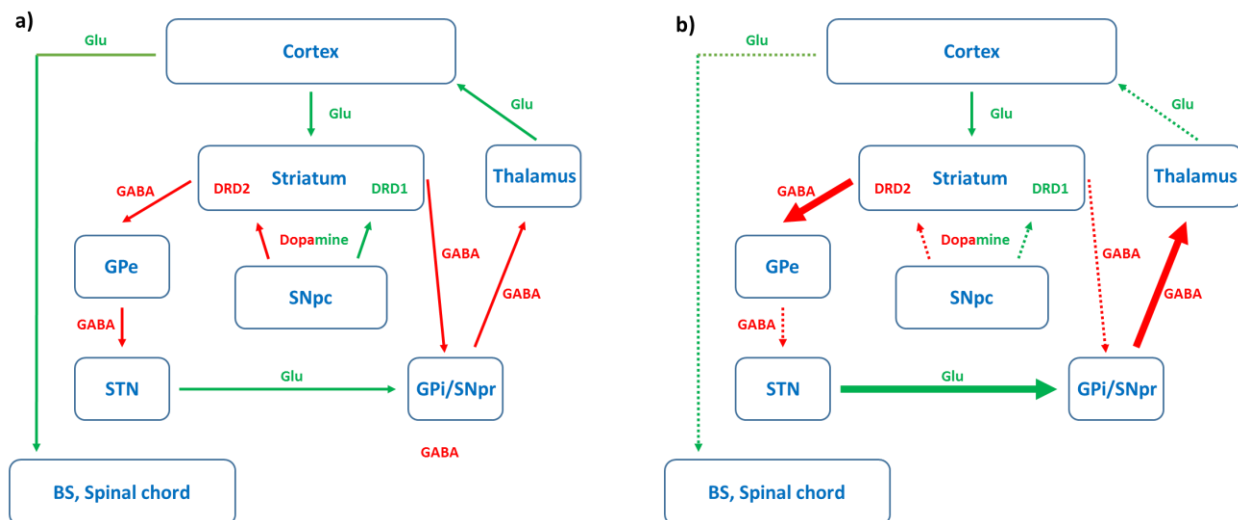 a)
Glu
Cortex
Glu
Glu
Striatum
Thalamus
GABA
DRD2
DRD1
Dopamine
GPe
GABA
SNpc
GABA
GABA
STN
Glu
GPi/SNpr
GABA
BS, Spinal chord
b)
Glu
Cortex
Glu
Glu
Striatum
Thalamus
GABA
DRD2
DRD1
Dopamine
GPe
GABA
SNpc
GABA
GABA
STN
Glu
GPi/SNpr
BS, Spinal chord